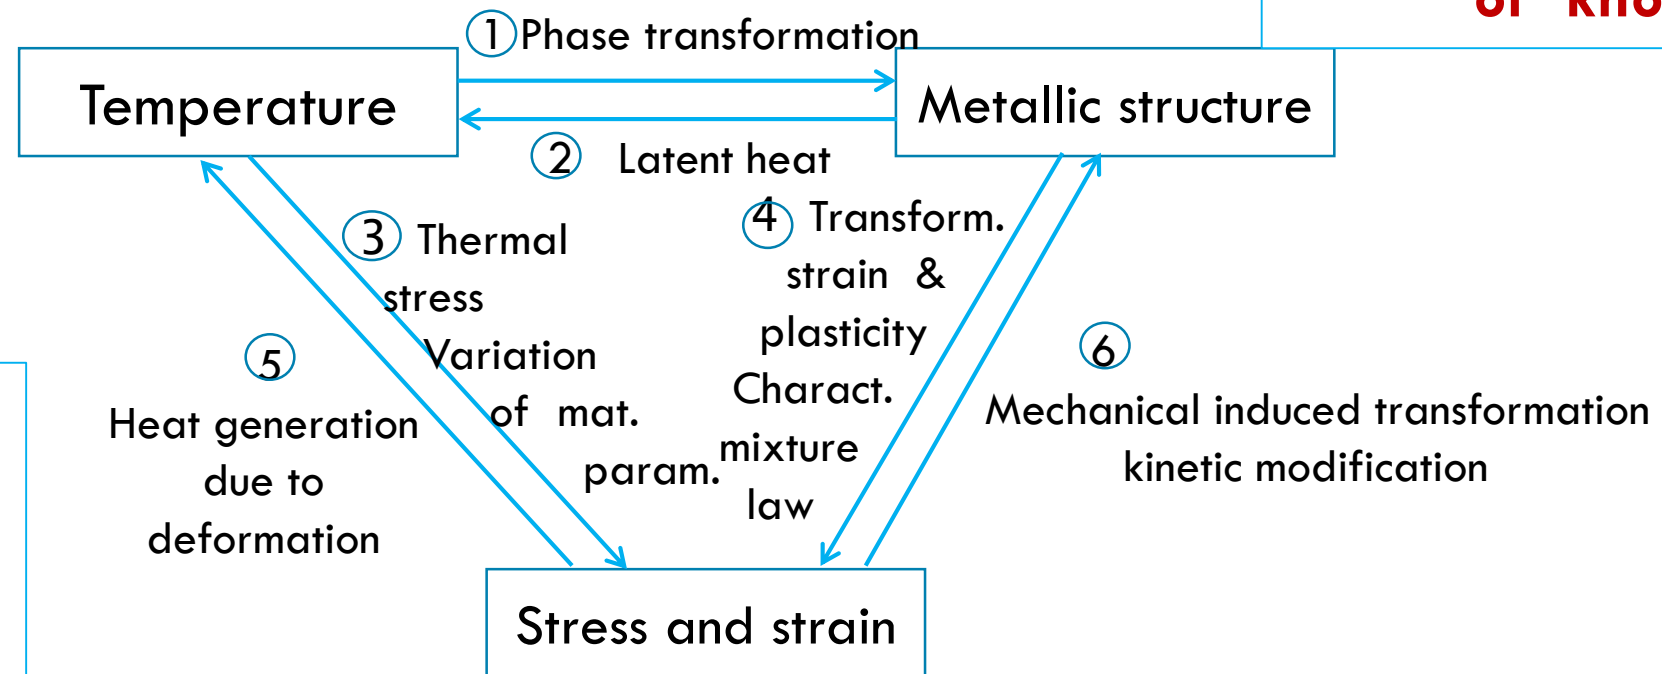 ① Phase transformation
Temperature
Metallic structure
② Latent heat
③ Thermal
stress
Variation
of mat.
param.
④ Transform.
strain &
plasticity
Charact.
mixture
law
⑤
Heat generation
due to
deformation
⑥
Mechanical induced transformation
kinetic modification
Stress and strain